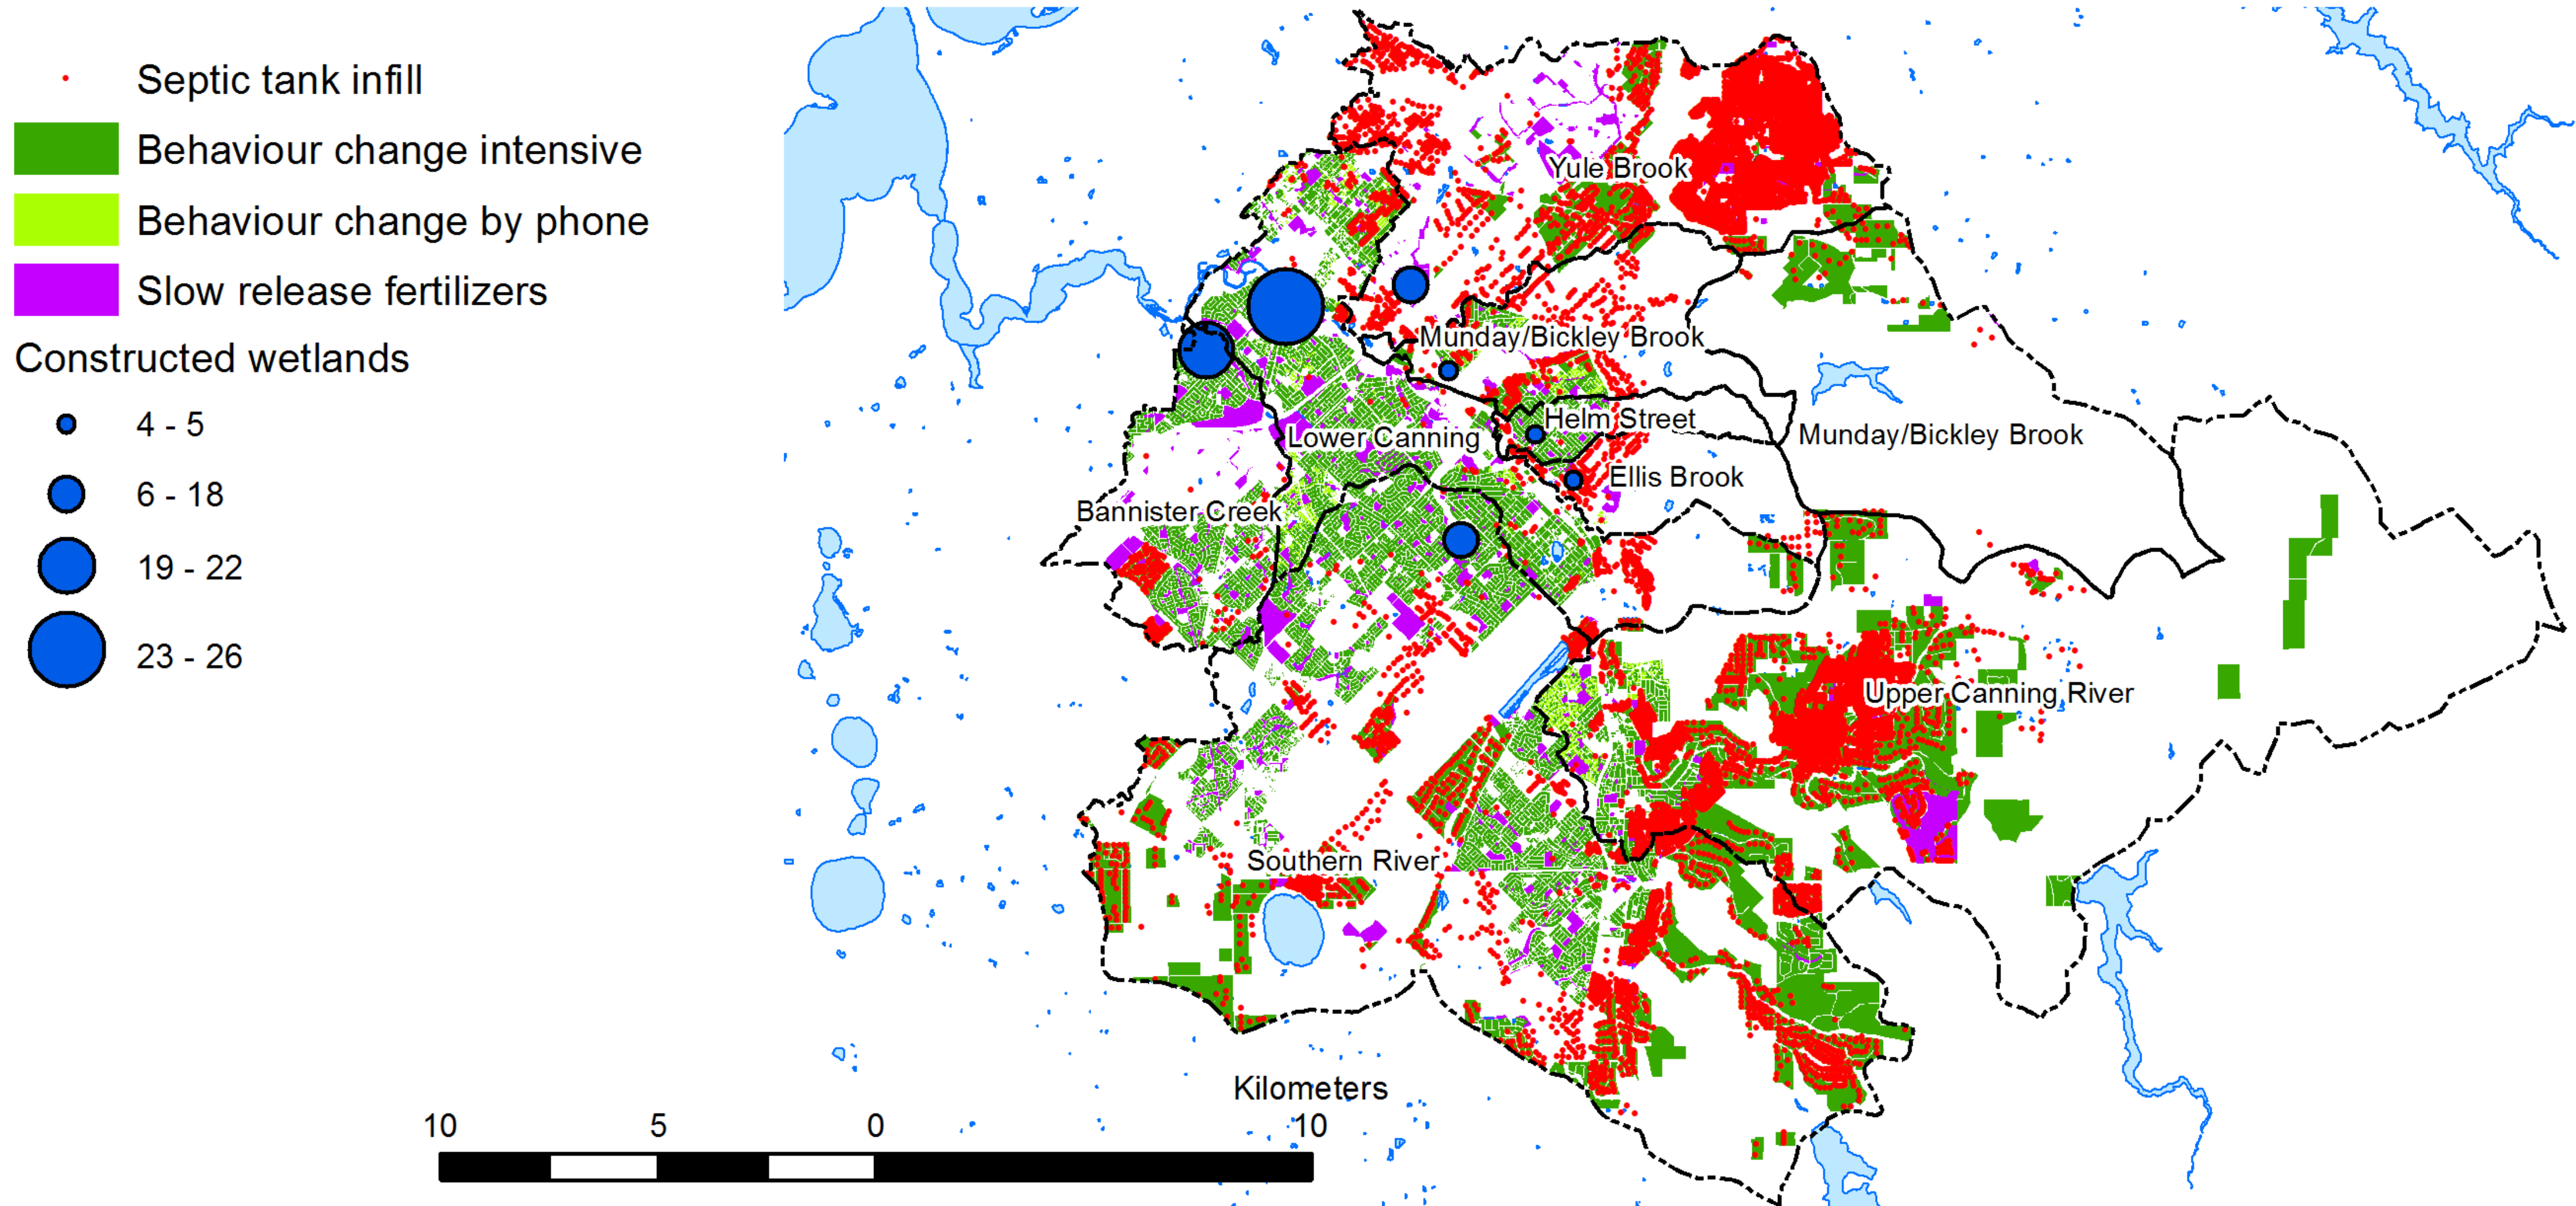 Septic tank infill
Behaviour change intensive
Behaviour change by phone
Slow release fertilizers
Constructed wetlands
4 - 5
6 - 18
19 - 22
23 - 26
Yule Brook
Munday/Bickley Brook
Helm Street
Lower Canning
Munday/Bickley Brook
Ellis Brook
Bannister Creek
Upper Canning River
Southern River
Kilometers
10 5 0 10